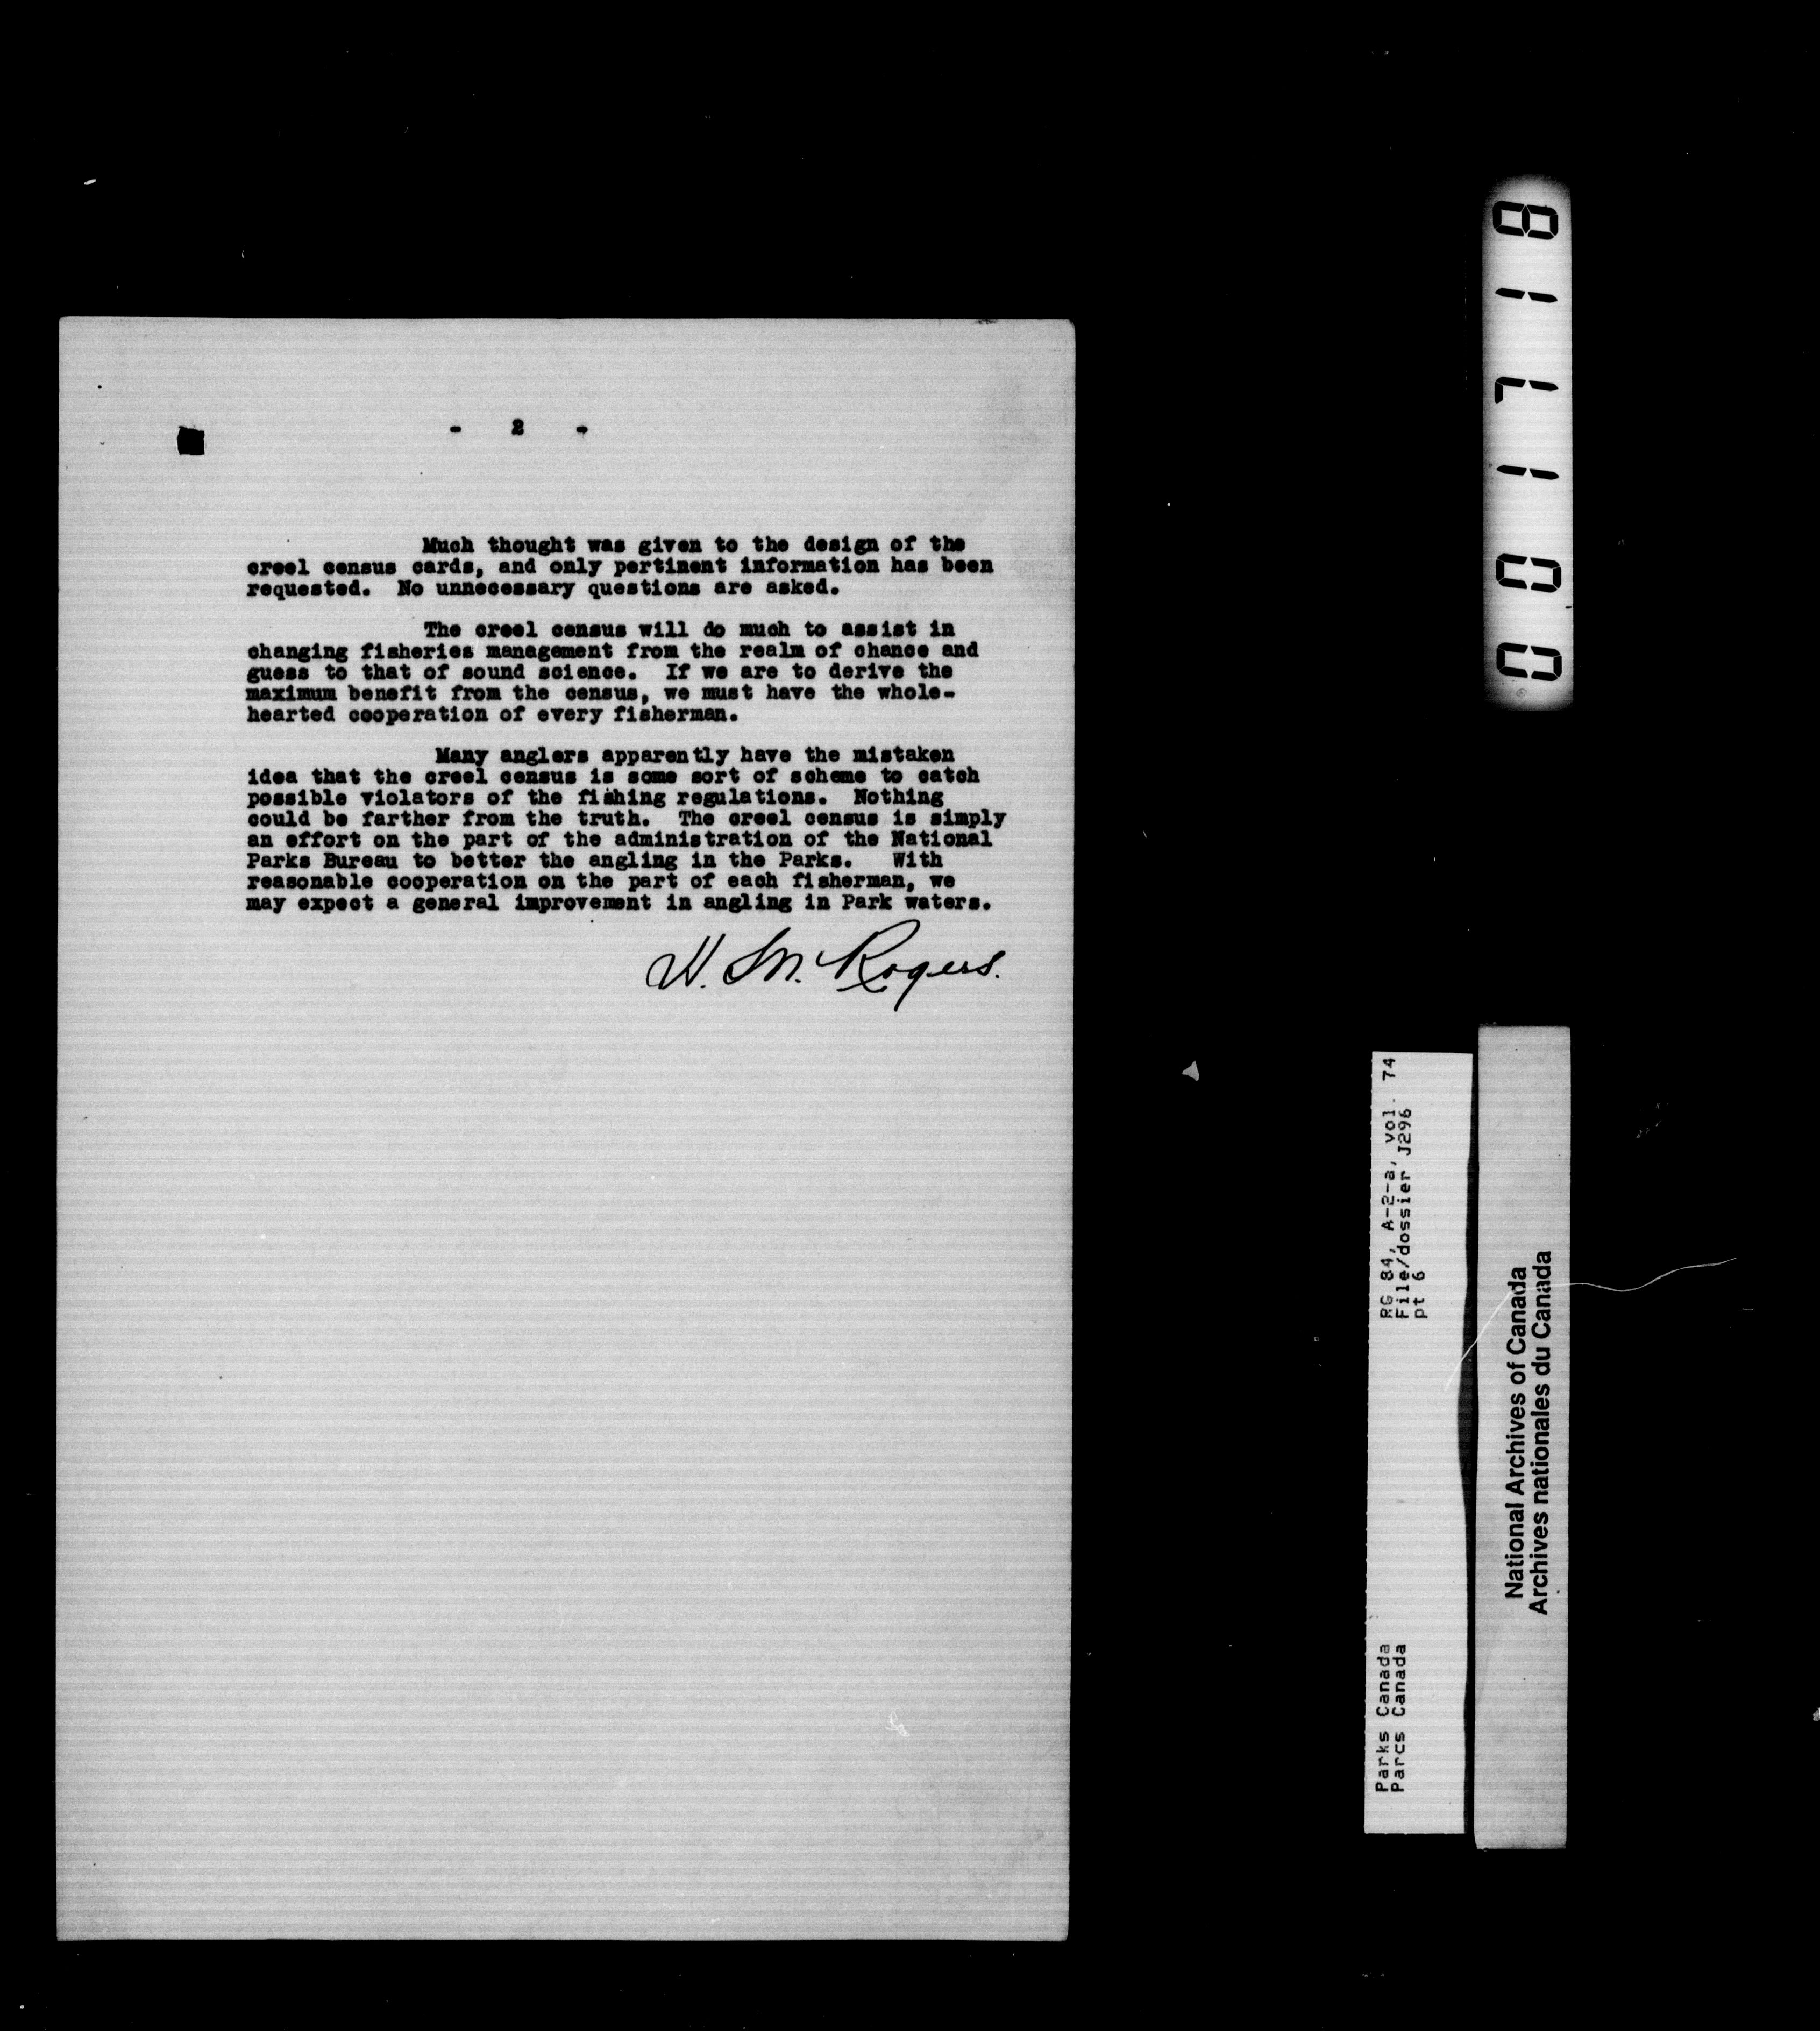 - 2 -
Much thought was given to the design of the
creel census cards, and only pertinent information has been
requested. No unnecessary questions are asked.
The creel census will do much to assist in
changing fisheries management from the realm of chance and
guess to that of sound science. If we are to derive the
maximum benefit from the census, we must have the whole-
hearted cooperation of every fisherman.
Many anglers apparently have the mistaken
idea that the creel census is some sort of scheme to catch
possible violators of the fishing regulations. Nothing
could be farther from the truth. The creel census is simply
an effort on the part of the administration of the National
Parks Bureau to better the angling in the Parks. With
reasonable cooperation on the part of each fisherman, we
may expect a general improvement in angling in Park waters.
H. M. Rogers.
001718
RG 84, A-2-a, vol. 74
File/dossier J296
pt 6
Parks Canada
Parcs Canada
National Archives of Canada
Archives nationales du Canada